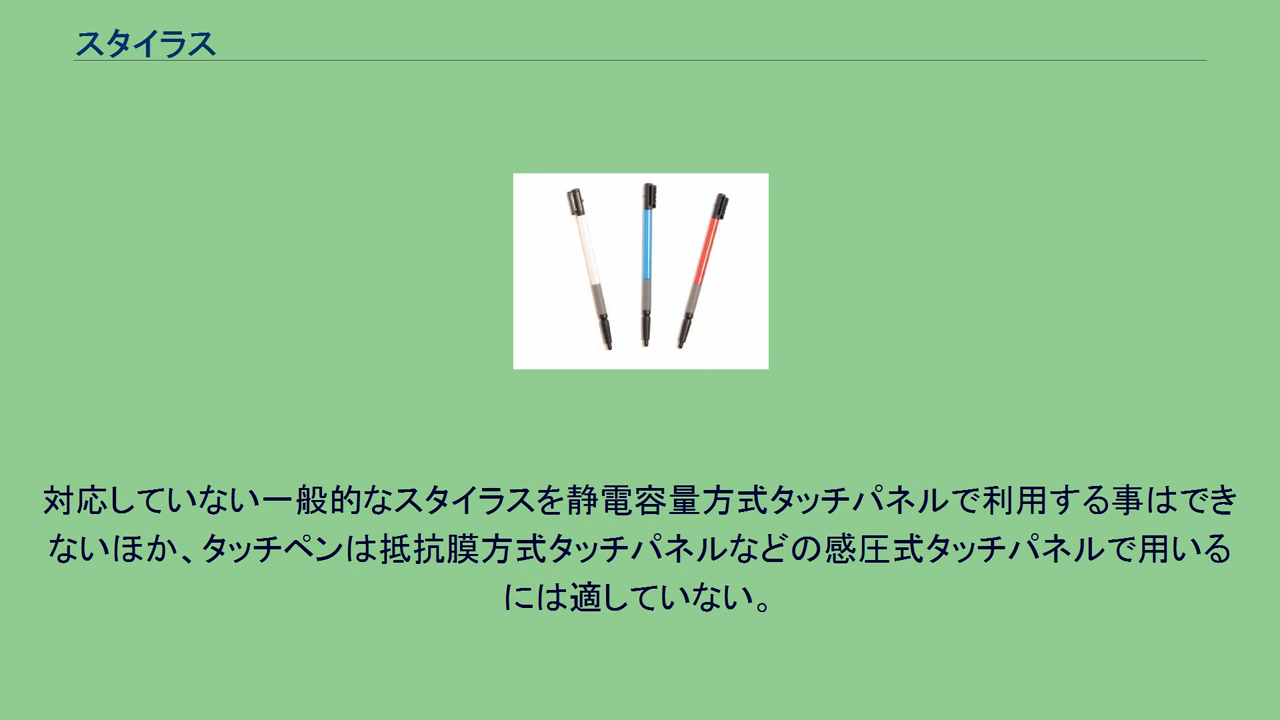 スタイラス
対応していない一般的なスタイラスを静電容量方式タッチパネルで利用する事はでき
ないほか、タッチペンは抵抗膜方式タッチパネルなどの感圧式タッチパネルで用いる
には適していない。